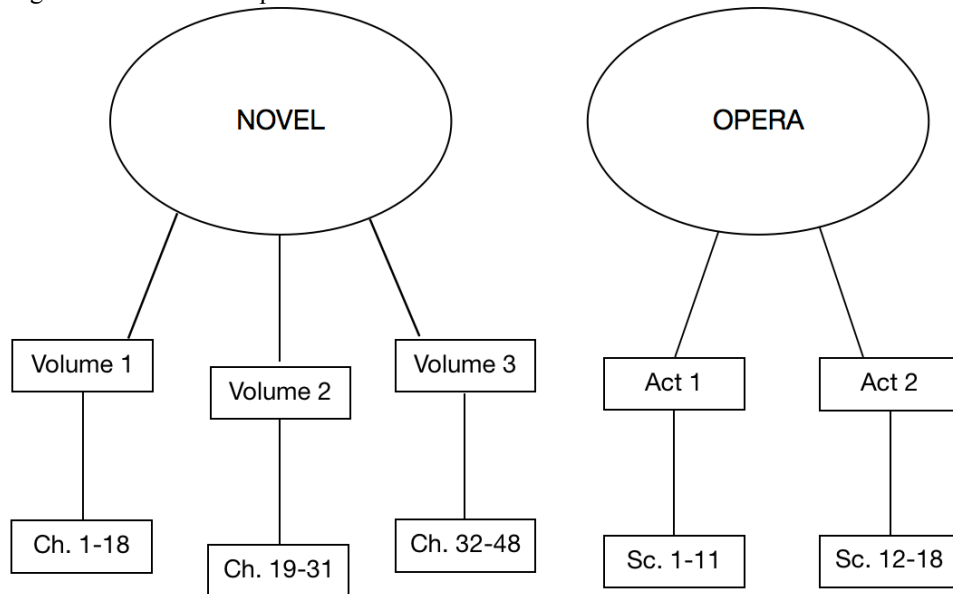 NOVEL
OPERA
Volume 1
Volume 2
Volume 3
Act 1
Act 2
Ch. 1-18
Ch. 19-31
Ch. 32-48
Sc. 1-11
Sc. 12-18